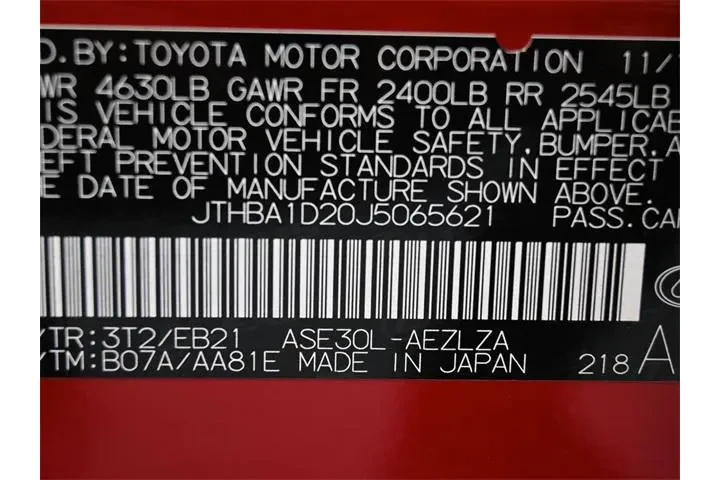 D.BY:TOYOTA MOTOR CORPORATION 11/
WR 4630LB GAWR FR 2400LB RR 2545LB
IS VEHICLE CONFORMS TO ALL APPLICAB
DERAL MOTOR VEHICLE SAFETY,BUMPER,A
EFT PREVENTION STANDARDS IN EFFECT
E DATE OF MANUFACTURE SHOWN ABOVE.
JTHBA1D20J5065621 PASS.CA
/TR:3T2/EB21 ASE30L-AEZLZA
/TM:B07A/AA81E MADE IN JAPAN 218 A